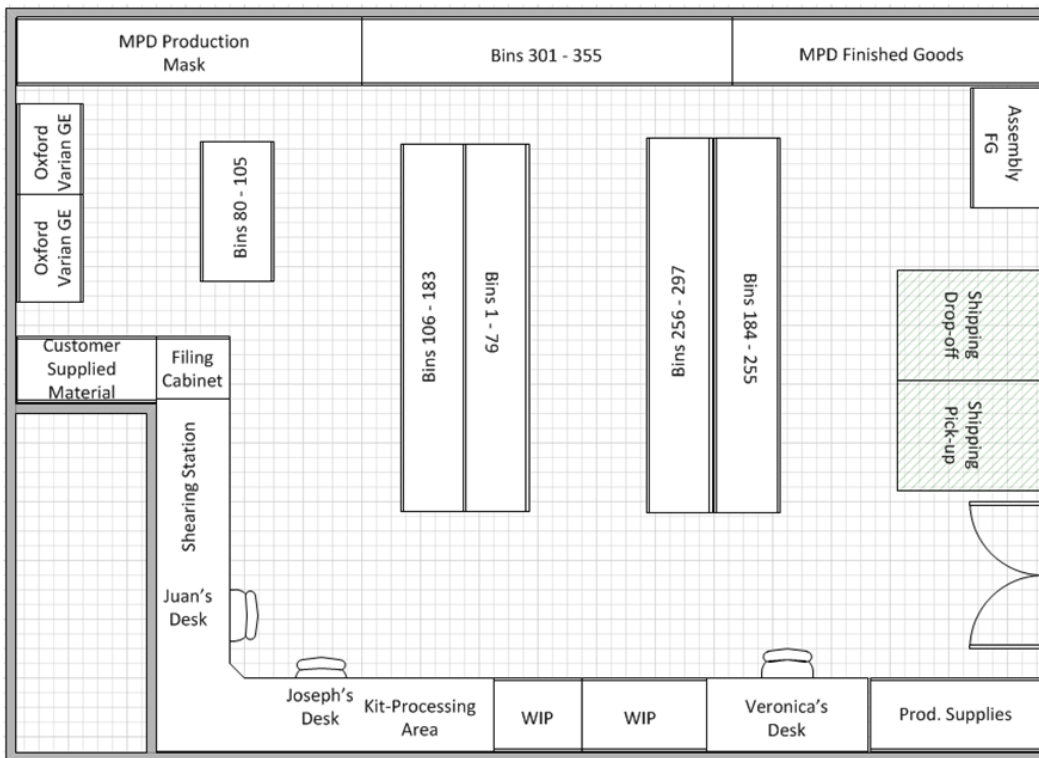 MPD Production
Mask
Bins 301 - 355
MPD Finished Goods
Oxford
Varian GE
Oxford
Varian GE
Bins 80 - 105
Bins 106 - 183
Bins 1 - 79
Bins 256 - 297
Bins 184 - 255
Assembly
FG
Shipping
Drop-off
Shipping
Pick-up
Customer
Supplied
Material
Filing
Cabinet
Shearing Station
Juan's
Desk
Joseph's
Desk
Kit-Processing
Area
WIP
WIP
Veronica's
Desk
Prod. Supplies